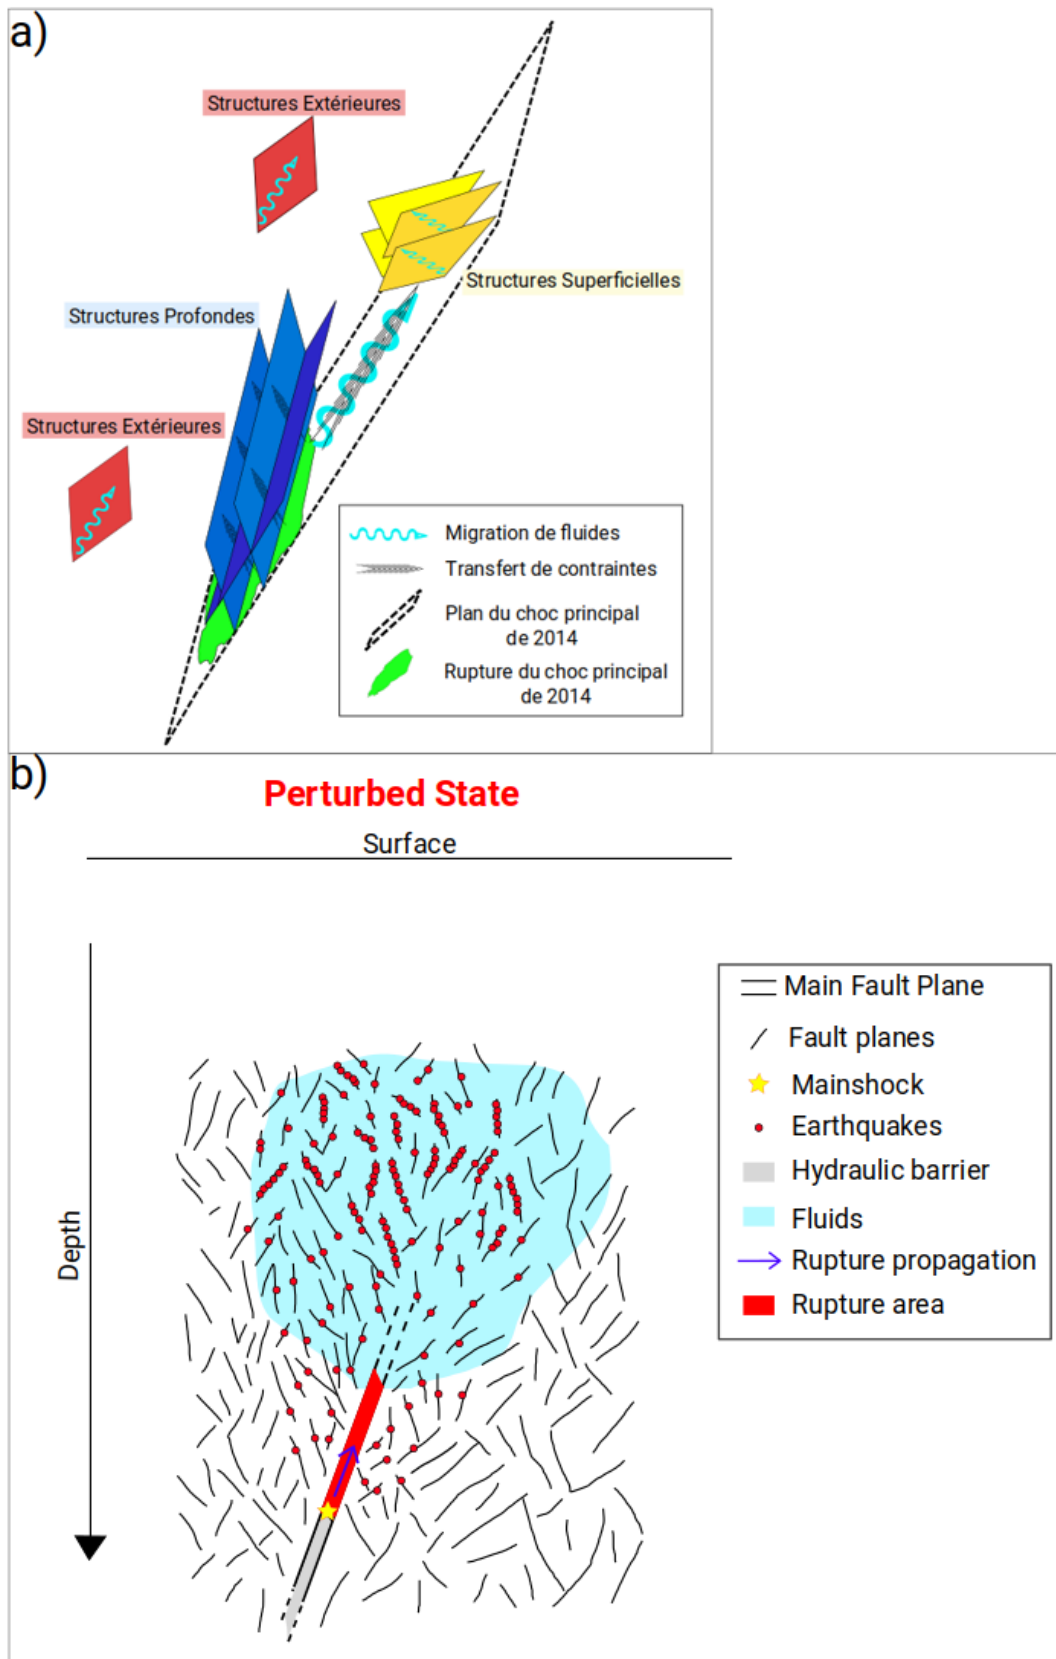 a)
Structures Extérieures
Structures Superficielles
Structures Profondes
Structures Extérieures
Migration de fluides
Transfert de contraintes
Plan du choc principal
de 2014
Rupture du choc principal
de 2014
b)
Perturbed State
Surface
Depth
Main Fault Plane
Fault planes
Mainshock
Earthquakes
Hydraulic barrier
Fluids
Rupture propagation
Rupture area